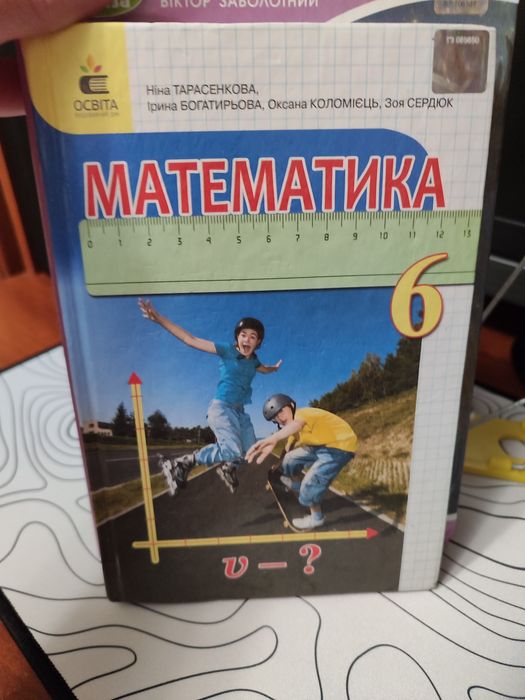 ВІКТОР ЗАБОЛОТНИЙ
ОСВІТА
Ніна ТАРАСЕНКОВА,
Ірина БОГАТИРЬОВА, Оксана КОЛОМІЄЦЬ, Зоя СЕРДЮК
МАТЕМАТИКА
0 1 2 3 4 5 6 7 8 9 10 11 12 13
6
v – ?